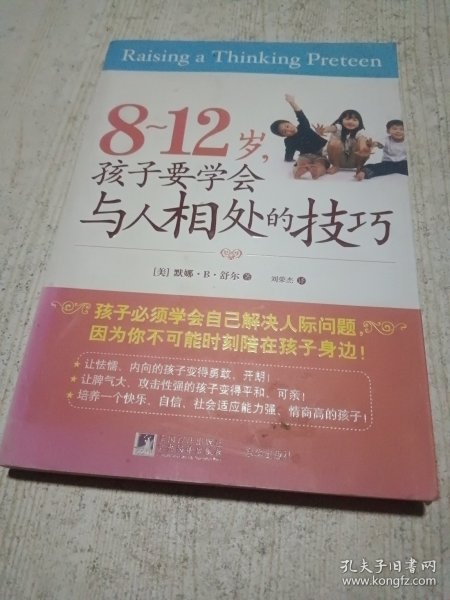 Raising a Thinking Preteen
8~12岁,
孩子要学会
与人相处的技巧
[美] 默娜·B·舒尔 著 刘荣杰 译
孩子必须学会自己解决人际问题,
因为你不可能时刻陪在孩子身边!
★让怯懦、内向的孩子变得勇敢、开朗!
★让脾气大、攻击性强的孩子变得平和、可亲!
★培养一个快乐、自信、社会适应能力强、情商高的孩子!
孔夫子旧书网
www.kongfz.com